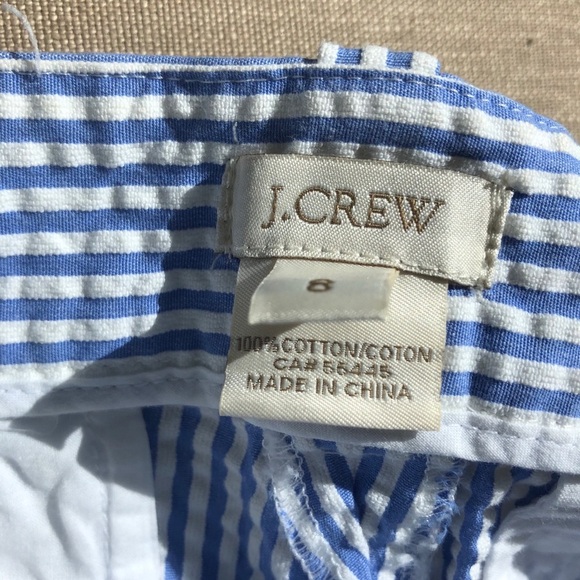 J.CREW
8
100% COTTON/COTON
CA# 56445
MADE IN CHINA